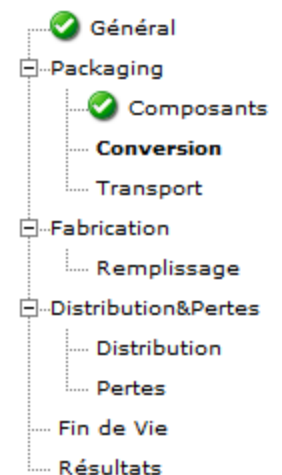 Général
Packaging
Composants
Conversion
Transport
Fabrication
Remplissage
Distribution&Pertes
Distribution
Pertes
Fin de Vie
Résultats